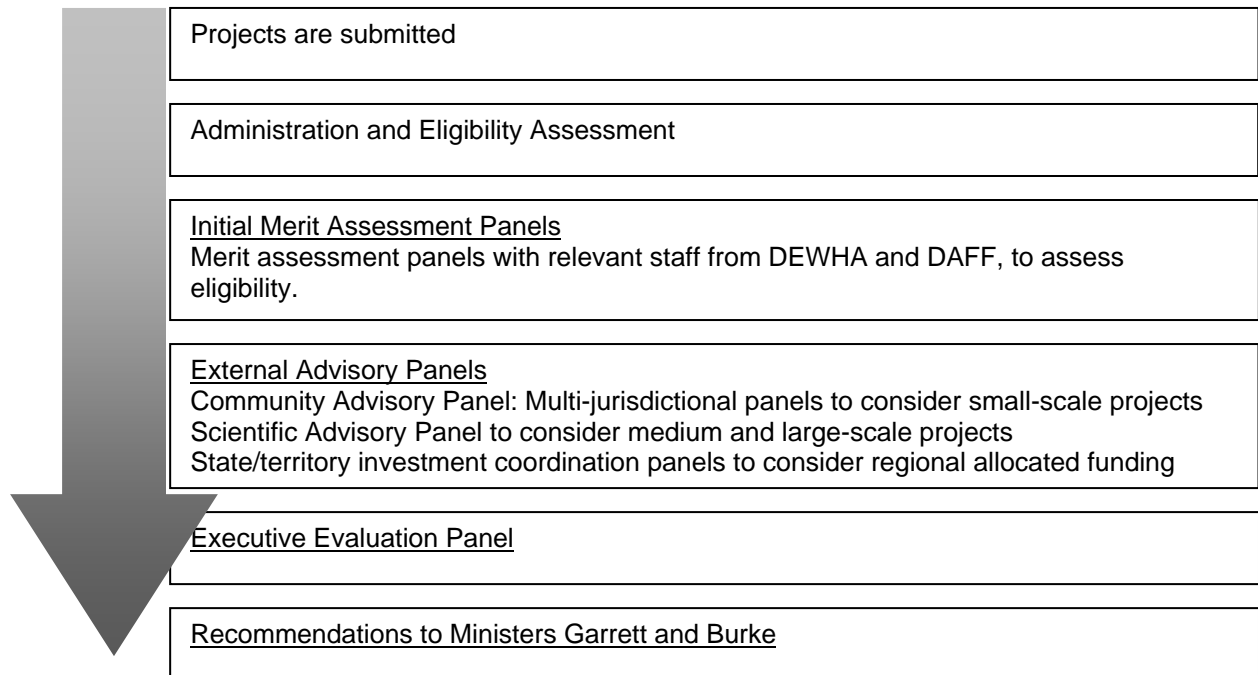 Projects are submitted
Administration and Eligibility Assessment
Initial Merit Assessment Panels
Merit assessment panels with relevant staff from DEWHA and DAFF, to assess
eligibility.
External Advisory Panels
Community Advisory Panel: Multi-jurisdictional panels to consider small-scale projects
Scientific Advisory Panel to consider medium and large-scale projects
State/territory investment coordination panels to consider regional allocated funding
Executive Evaluation Panel
Recommendations to Ministers Garrett and Burke